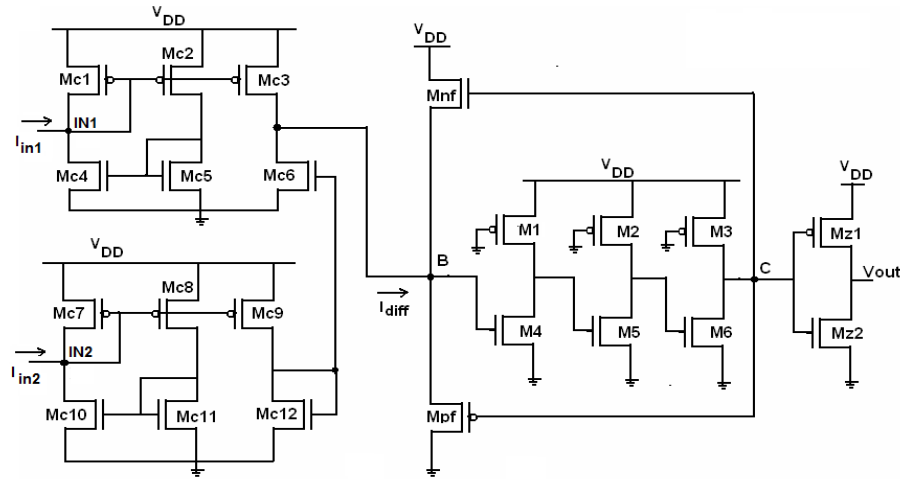 VDD
Mc1
Mc2
Mc3
IN1
Iin1
Mc4
Mc5
Mc6
VDD
Mc7
Mc8
Mc9
IN2
Iin2
Mc10
Mc11
Mc12
VDD
Mnf
VDD
M1
M2
M3
B
C
Idiff
M4
M5
M6
Mpf
VDD
Mz1
Vout
Mz2